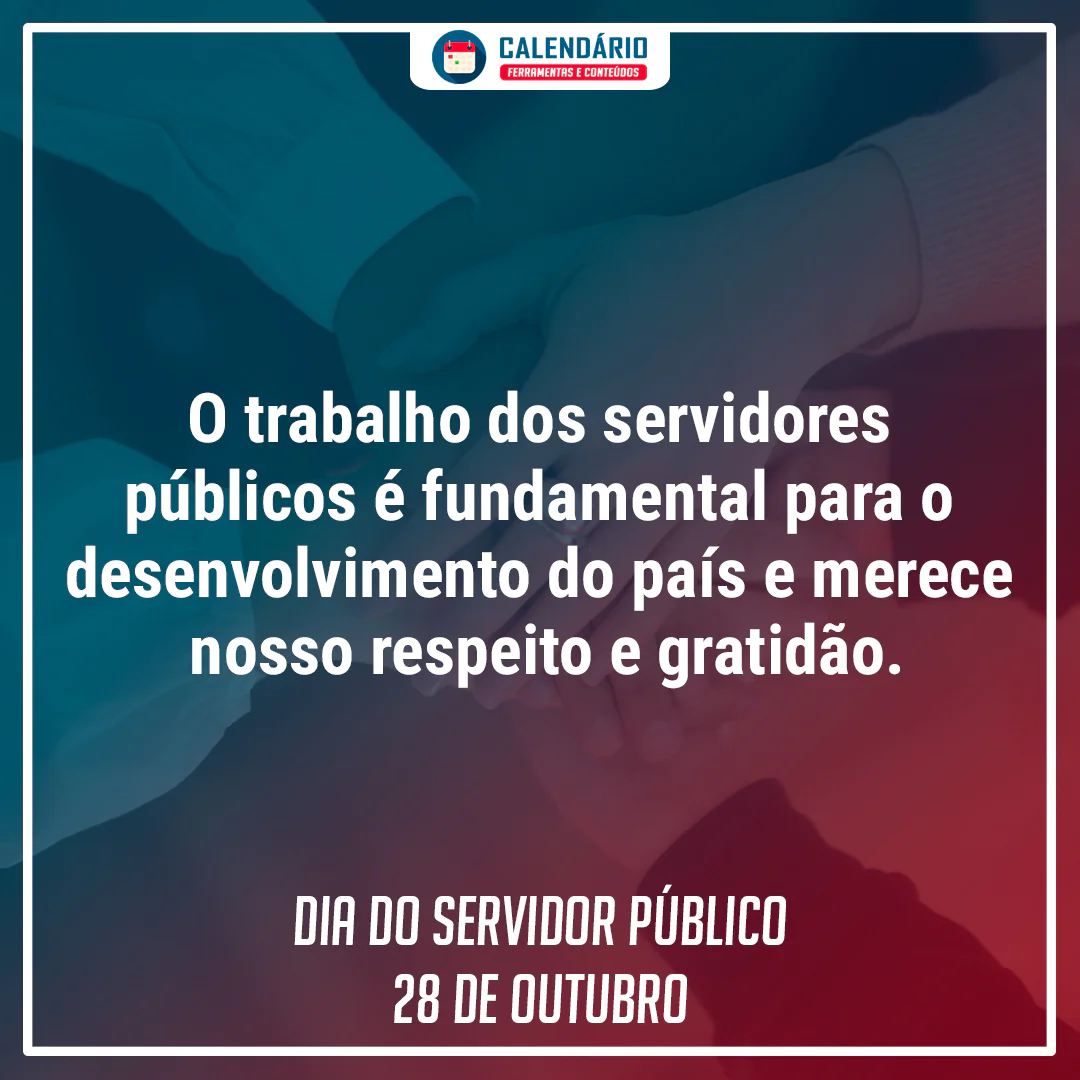 CALENDÁRIO
FERRAMENTAS E CONTEÚDOS
O trabalho dos servidores
públicos é fundamental para o
desenvolvimento do país e merece
nosso respeito e gratidão.
DIA DO SERVIDOR PÚBLICO
28 DE OUTUBRO